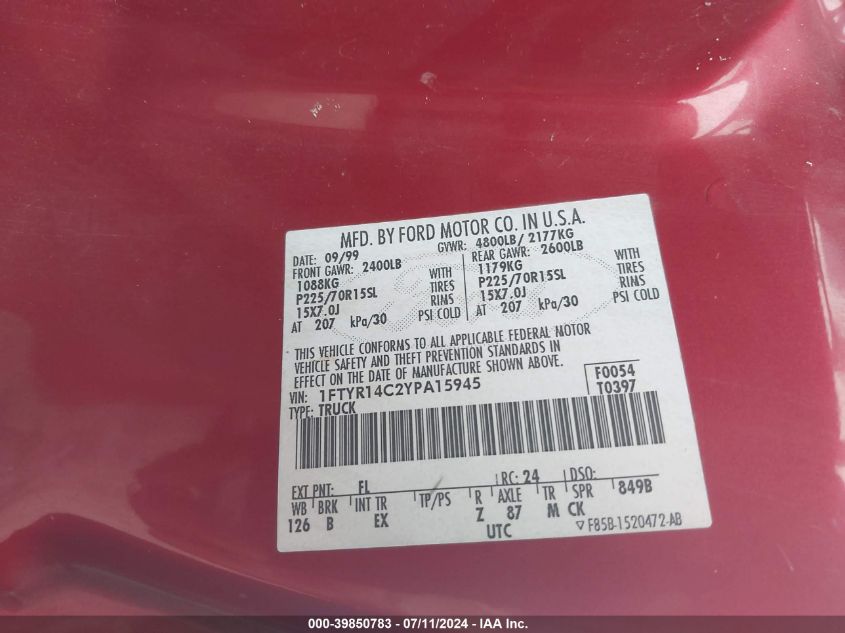 MFD. BY FORD MOTOR CO. IN U.S.A.
DATE: 09/99 GVWR: 4800LB/ 2177KG
FRONT GAWR: 2400LB REAR GAWR: 2600LB
1088KG WITH 1179KG WITH
P225/70R15SL TIRES P225/70R15SL TIRES
15X7.0J RIMS 15X7.0J RIMS
AT 207 kPa/30 PSI COLD AT 207 kPa/30 PSI COLD
THIS VEHICLE CONFORMS TO ALL APPLICABLE FEDERAL MOTOR
VEHICLE SAFETY AND THEFT PREVENTION STANDARDS IN
EFFECT ON THE DATE OF MANUFACTURE SHOWN ABOVE.
VIN: 1FTYR14C2YPA15945 F0054
TYPE: TRUCK T0397
EXT PNT: FL RC: 24 DSO:
WB BRK INT TR TP/PS R AXLE TR SPR 849B
126 B EX Z 87 M CK
UTC F85B-1520472-AB
000-39850783 - 07/11/2024 - IAA Inc.